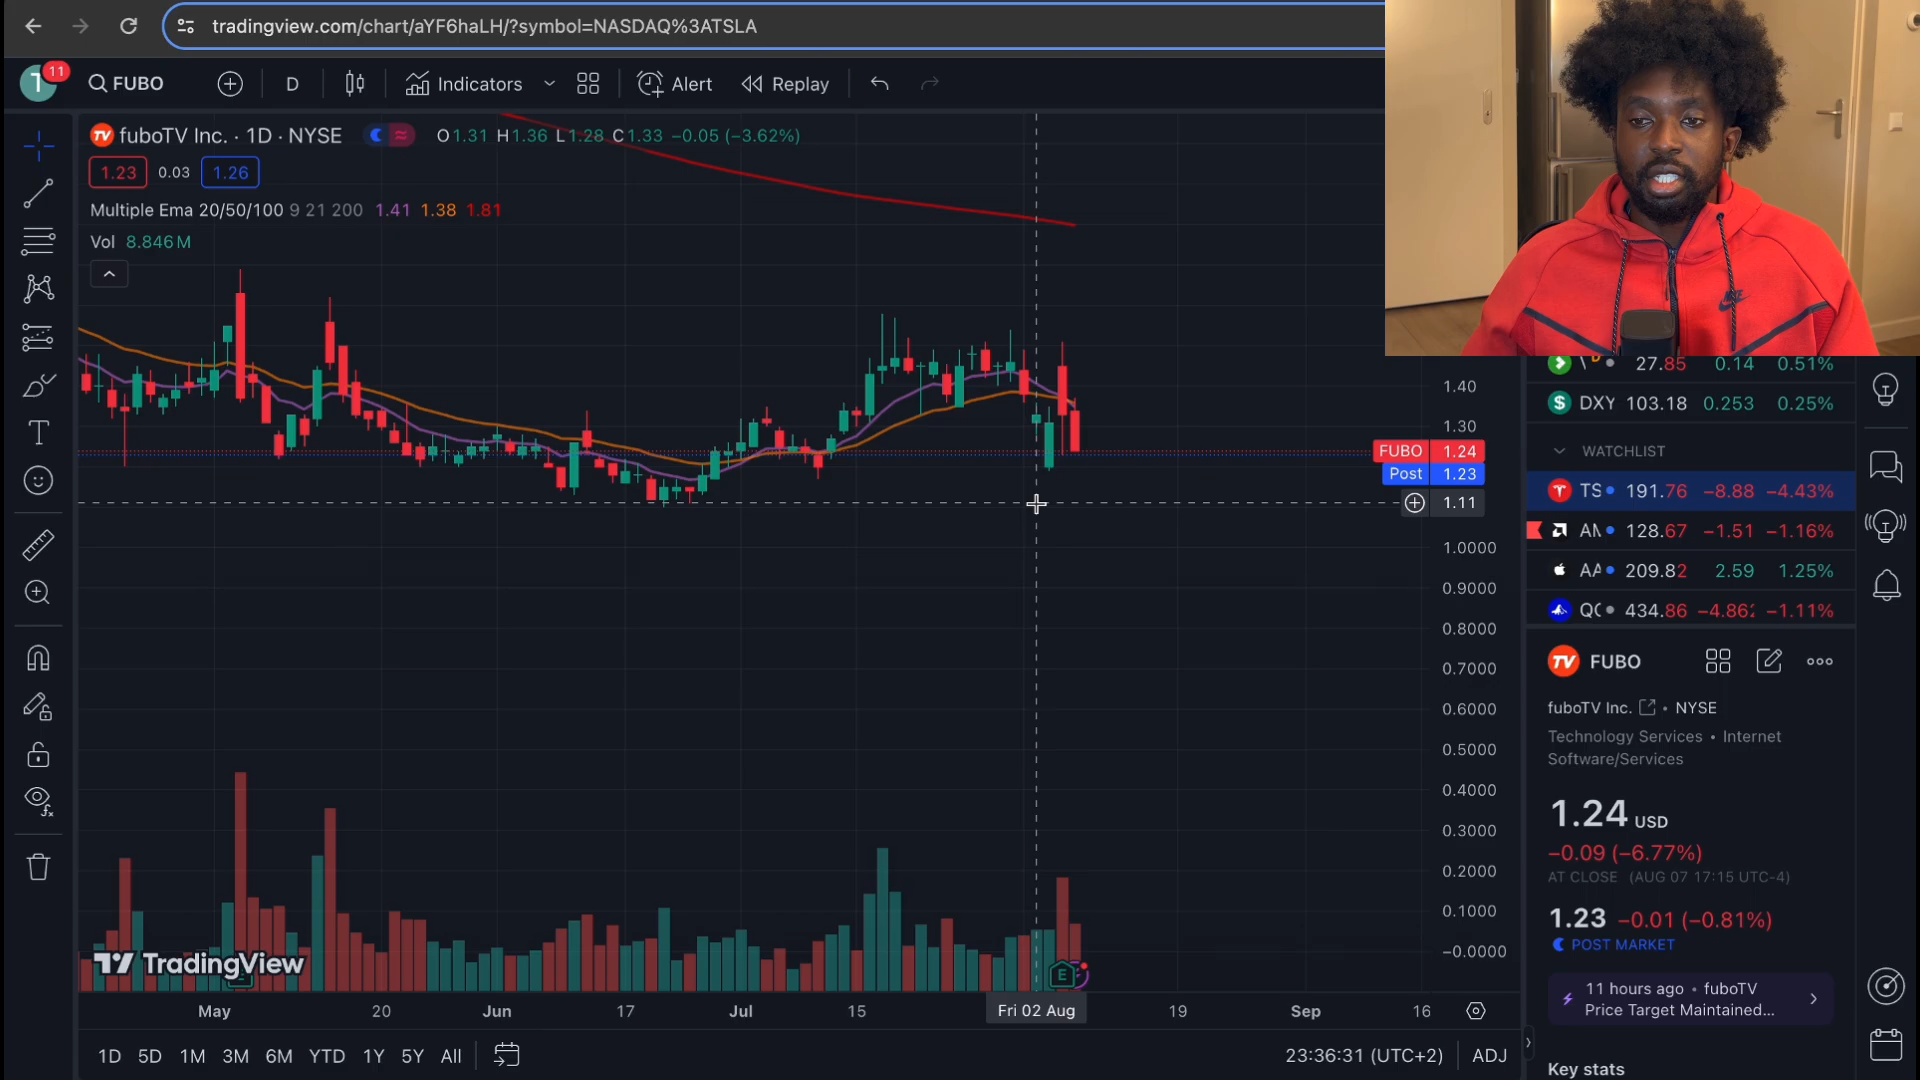 tradingview.com/chart/aYF6haLH/?symbol=NASDAQ%3ATSLA
T 11 FUBO D Indicators Alert Replay
fuboTV Inc. · 1D · NYSE O1.31 H1.36 L1.28 C1.33 −0.05 (−3.62%)
1.23 0.03 1.26
Multiple Ema 20/50/100 9 21 200 1.41 1.38 1.81
Vol 8.846M
27.85 0.14 0.51%
DXY 103.18 0.253 0.25%
WATCHLIST
TS 191.76 −8.88 −4.43%
128.67 −1.51 −1.16%
209.82 2.59 1.25%
434.86 −1.11%
1.40
1.30
FUBO 1.24
Post 1.23
1.11
1.0000
0.9000
0.8000
0.7000
0.6000
0.5000
0.4000
0.3000
0.2000
0.1000
−0.0000
FUBO
fuboTV Inc. • NYSE
Technology Services • Internet
Software/Services
1.24 USD
−0.09 (−6.77%)
AT CLOSE (AUG 07 17:15 UTC-4)
1.23 −0.01 (−0.81%)
POST MARKET
11 hours ago • fuboTV
Price Target Maintained...
Key stats
TradingView
E
May 20 Jun 17 Jul 15 Fri 02 Aug 19 Sep 16
1D 5D 1M 3M 6M YTD 1Y 5Y All 23:36:31 (UTC+2) ADJ